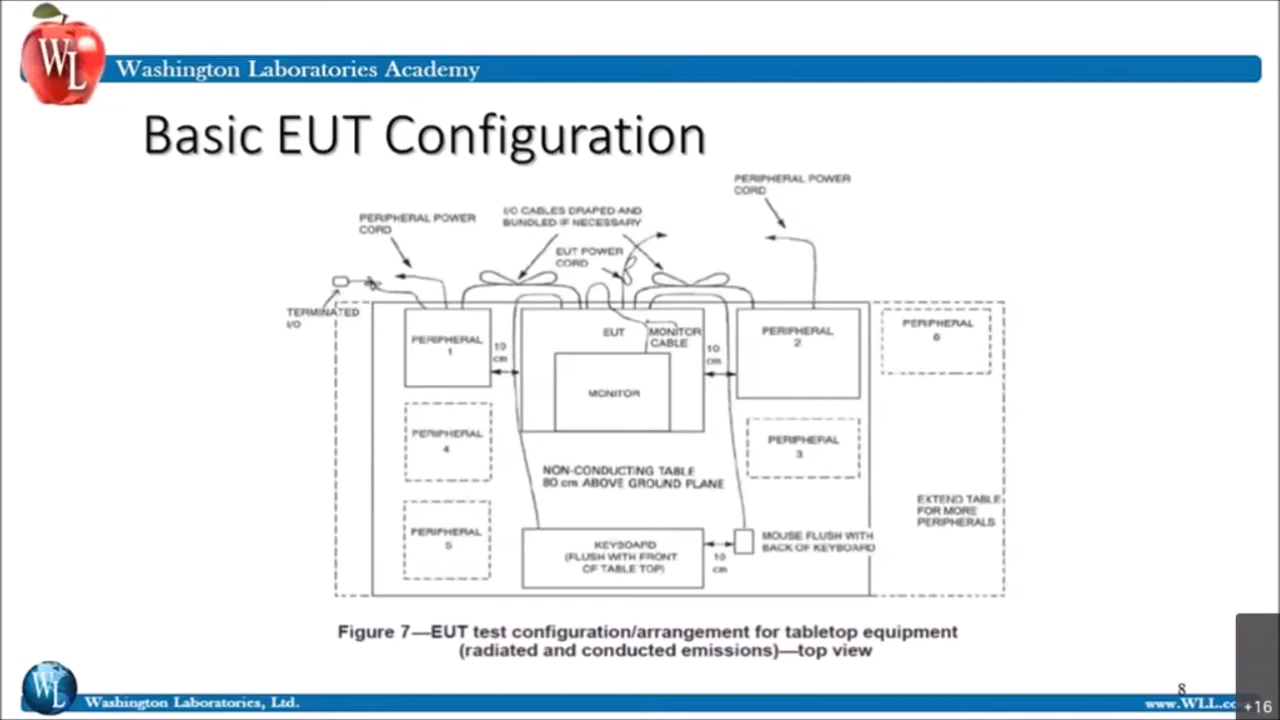 WL
Washington Laboratories Academy
Basic EUT Configuration
PERIPHERAL POWER
CORD
PERIPHERAL POWER
CORD
I/O CABLES DRAPED AND
BUNDLED IF NECESSARY
EUT POWER
CORD
TERMINATED
I/O
PERIPHERAL
1
10
cm
EUT
MONITOR
CABLE
10
cm
PERIPHERAL
2
PERIPHERAL
6
MONITOR
PERIPHERAL
4
PERIPHERAL
3
NON-CONDUCTING TABLE
80 cm ABOVE GROUND PLANE
EXTEND TABLE
FOR MORE
PERIPHERALS
PERIPHERAL
5
KEYBOARD
(FLUSH WITH FRONT
OF TABLE TOP)
10
cm
MOUSE FLUSH WITH
BACK OF KEYBOARD
Figure 7—EUT test configuration/arrangement for tabletop equipment
(radiated and conducted emissions)—top view
WL
Washington Laboratories, Ltd.
8
www.WLL.co
+16